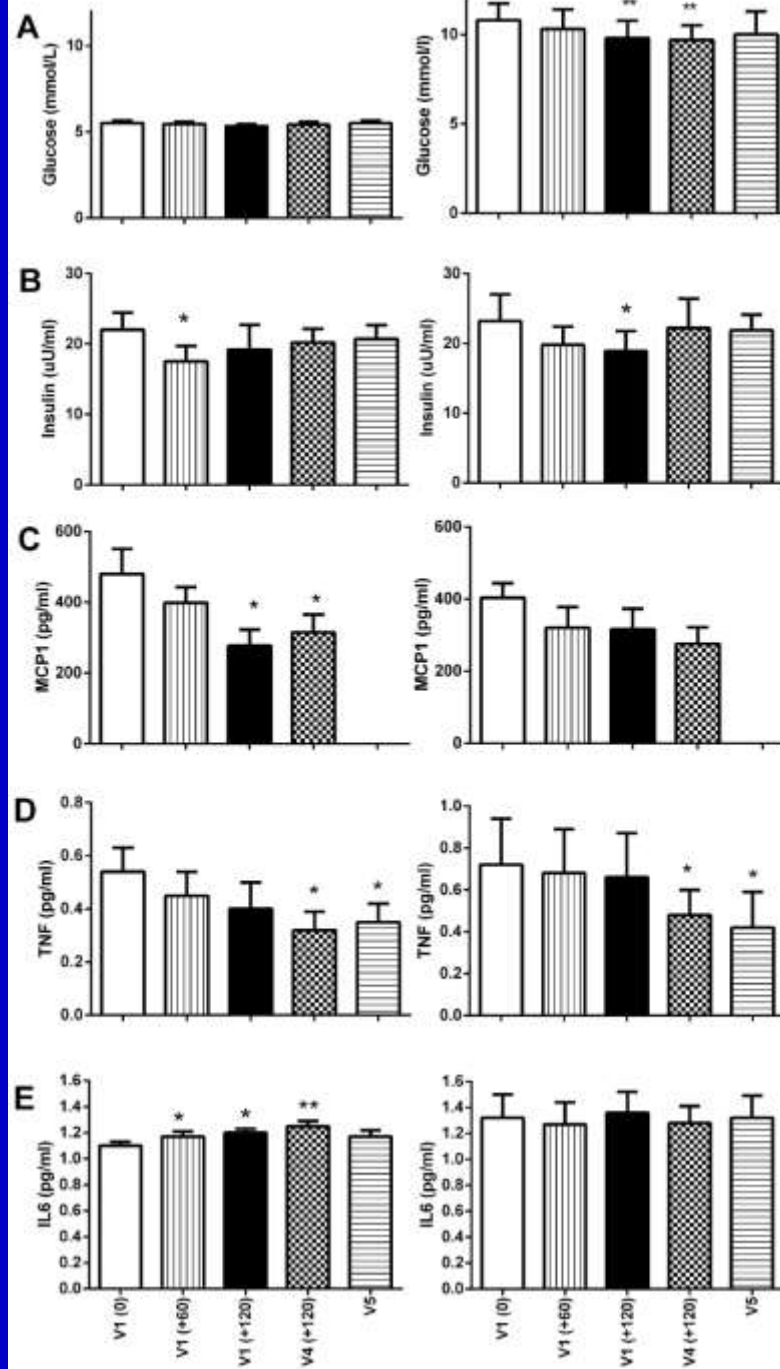 A
Glucose (mmol/L)
10
5
0
Glucose (mmol/l)
10
5
0
**
**
B
Insulin (uU/ml)
30
20
10
0
*
Insulin (uU/ml)
30
20
10
0
*
C
MCP1 (pg/ml)
600
400
200
0
*
*
MCP1 (pg/ml)
600
400
200
0
D
TNF (pg/ml)
0.8
0.6
0.4
0.2
0.0
*
*
TNF (pg/ml)
1.0
0.8
0.6
0.4
0.2
0.0
*
*
E
IL6 (pg/ml)
1.6
1.4
1.2
1.0
0.8
0.6
0.4
0.2
0.0
*
*
**
V1 (0)
V1 (+60)
V1 (+120)
V4 (+120)
V5
IL6 (pg/ml)
1.6
1.4
1.2
1.0
0.8
0.6
0.4
0.2
0.0
V1 (0)
V1 (+60)
V1 (+120)
V4 (+120)
V5